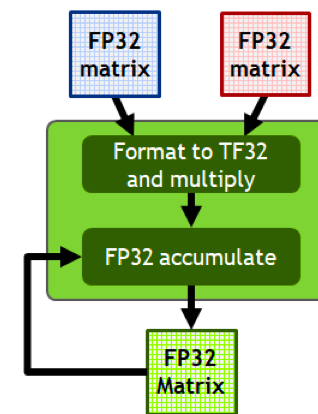 FP32
matrix
FP32
matrix
Format to TF32
and multiply
FP32 accumulate
FP32
Matrix